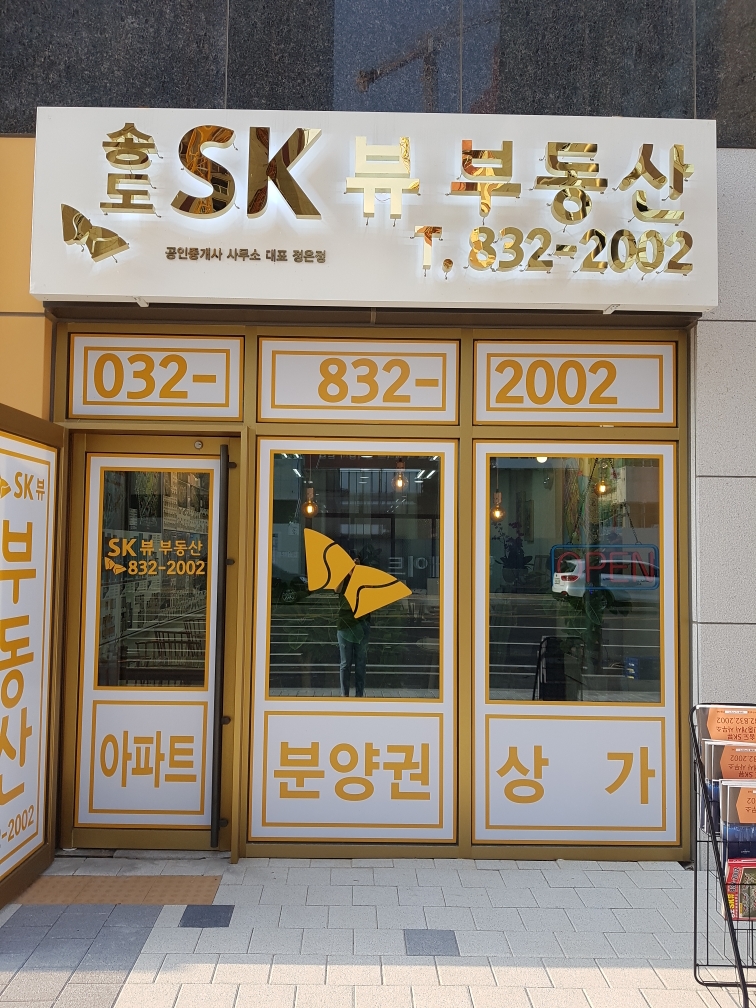 송도 SK 뷰 부동산
공인중개사 사무소 대표 정은정
T. 832-2002
032-
832-
2002
SK 뷰
부동산
-2002
SK 뷰 부동산
832-2002
OPEN
아파트
분양권
상 가